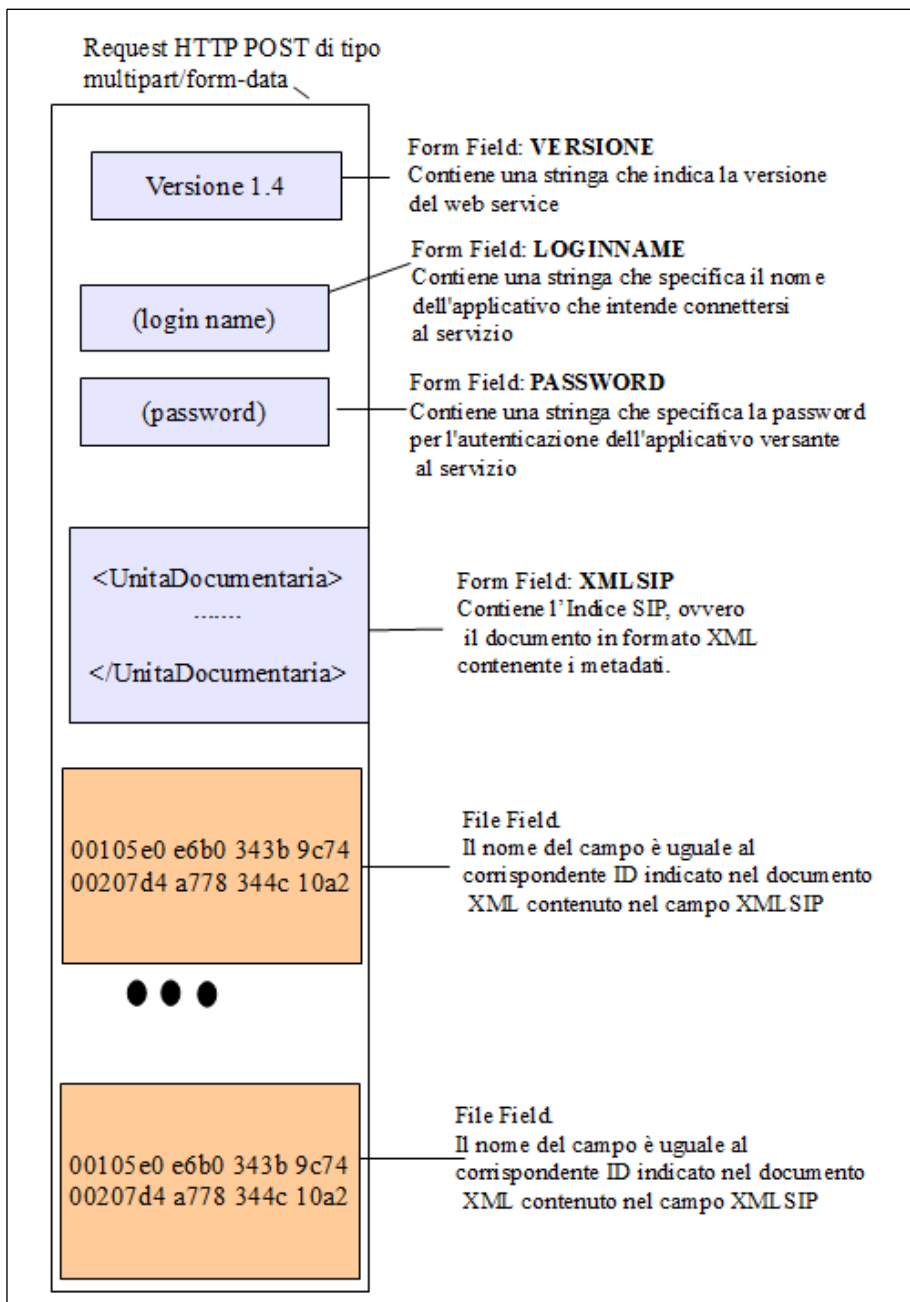 Request HTTP POST di tipo
multipart/form-data
Versione 1.4
Form Field: VERSIONE
Contiene una stringa che indica la versione
del web service
(login name)
Form Field: LOGINNAME
Contiene una stringa che specifica il nome
dell'applicativo che intende connettersi
al servizio
(password)
Form Field: PASSWORD
Contiene una stringa che specifica la password
per l'autenticazione dell'applicativo versante
al servizio
<UnitaDocumentaria>
.......
</UnitaDocumentaria>
Form Field: XMLSIP
Contiene l’Indice SIP, ovvero
il documento in formato XML
contenente i metadati.
00105e0 e6b0 343b 9c74
00207d4 a778 344c 10a2
File Field.
Il nome del campo è uguale al
corrispondente ID indicato nel documento
XML contenuto nel campo XMLSIP
00105e0 e6b0 343b 9c74
00207d4 a778 344c 10a2
File Field.
Il nome del campo è uguale al
corrispondente ID indicato nel documento
XML contenuto nel campo XMLSIP